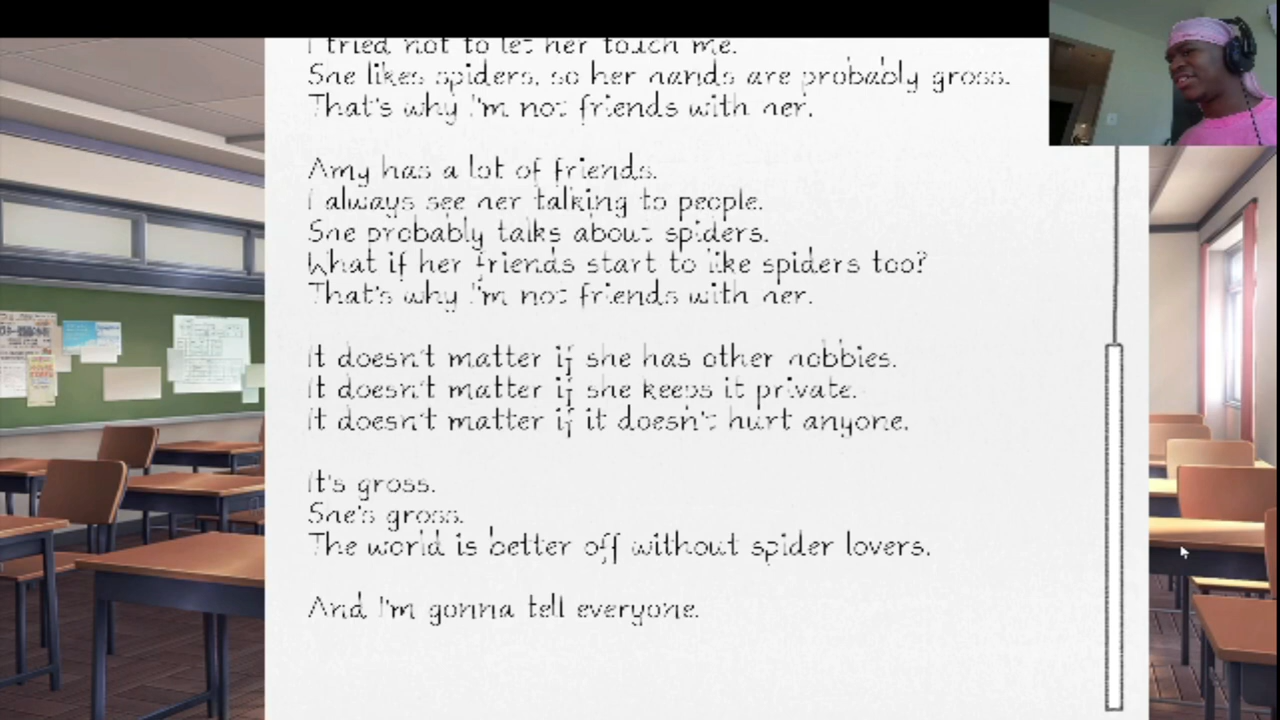 I tried not to let her touch me.
She likes spiders, so her hands are probably gross.
That's why I'm not friends with her.
Amy has a lot of friends.
I always see her talking to people.
She probably talks about spiders.
What if her friends start to like spiders too?
That's why I'm not friends with her.
It doesn't matter if she has other hobbies.
It doesn't matter if she keeps it private.
It doesn't matter if it doesn't hurt anyone.
It's gross.
She's gross.
The world is better off without spider lovers.
And I'm gonna tell everyone.